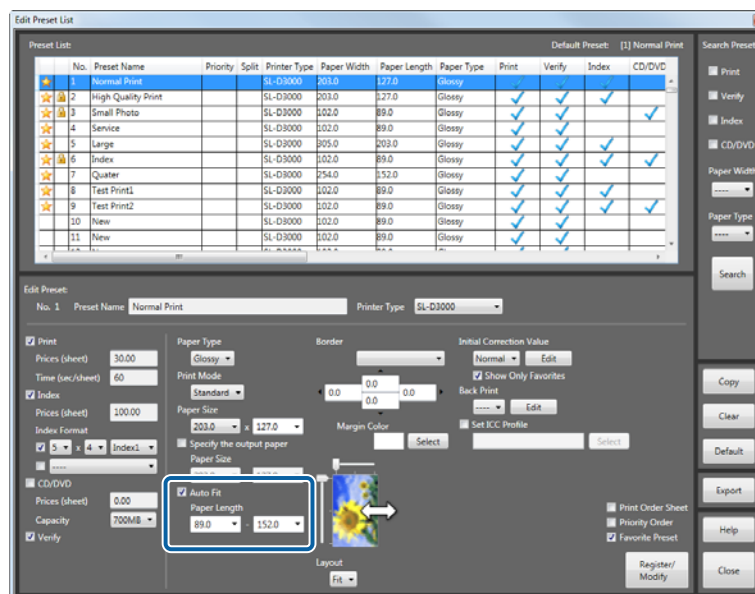 Edit Preset List
Preset List:
Default Preset: [1] Normal Print
No. Preset Name Priority Split Printer Type Paper Width Paper Length Paper Type Print Verify Index CD/DVD
1 Normal Print SL-D3000 203.0 127.0 Glossy
2 High Quality Print SL-D3000 203.0 127.0 Glossy
3 Small Photo SL-D3000 102.0 89.0 Glossy
4 Service SL-D3000 102.0 89.0 Glossy
5 Large SL-D3000 305.0 203.0 Glossy
6 Index SL-D3000 102.0 89.0 Glossy
7 Quater SL-D3000 254.0 152.0 Glossy
8 Test Print1 SL-D3000 102.0 89.0 Glossy
9 Test Print2 SL-D3000 102.0 89.0 Glossy
10 New SL-D3000 102.0 89.0 Glossy
11 New SL-D3000 102.0 89.0 Glossy
Search Preset
Print
Verify
Index
CD/DVD
Paper Width
----
Paper Type
----
Search
Edit Preset:
No. 1 Preset Name Normal Print Printer Type SL-D3000
Print
Prices (sheet) 30.00
Time (sec/sheet) 60
Index
Prices (sheet) 100.00
Index Format
5 x 4 Index1
----
CD/DVD
Prices (sheet) 0.00
Capacity 700MB
Verify
Paper Type
Glossy
Print Mode
Standard
Paper Size
203.0 x 127.0
Specify the output paper
Paper Size
Auto Fit
Paper Length
89.0 - 152.0
Border
0.0
0.0 0.0
0.0
Margin Color
Select
Layout
Fit
Initial Correction Value
Normal Edit
Show Only Favorites
Back Print
---- Edit
Set ICC Profile
Select
Print Order Sheet
Priority Order
Favorite Preset
Register/
Modify
Copy
Clear
Default
Export
Help
Close